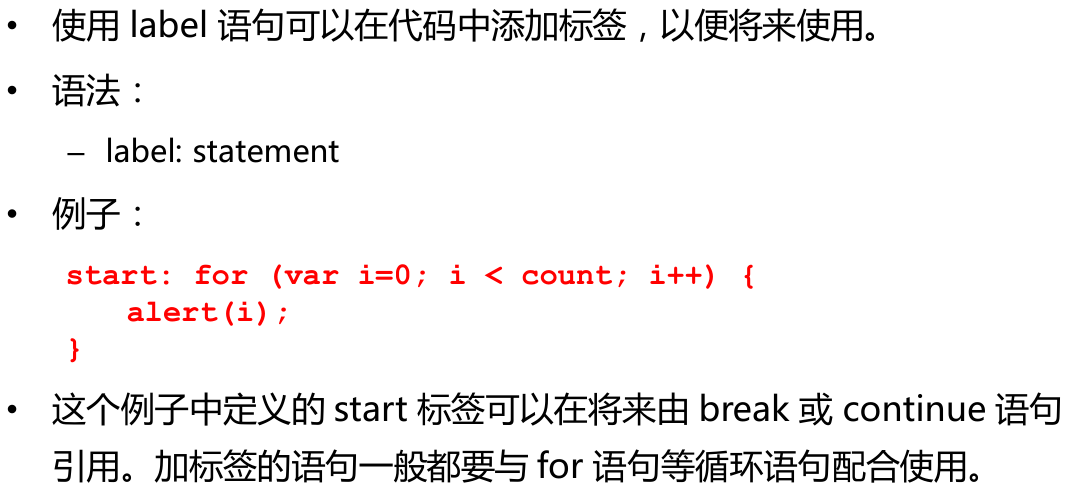 • 使用 label 语句可以在代码中添加标签，以便将来使用。
• 语法：
– label: statement
• 例子：
start: for (var i=0; i < count; i++) {
alert(i);
}
• 这个例子中定义的 start 标签可以在将来由 break 或 continue 语句
引用。加标签的语句一般都要与 for 语句等循环语句配合使用。